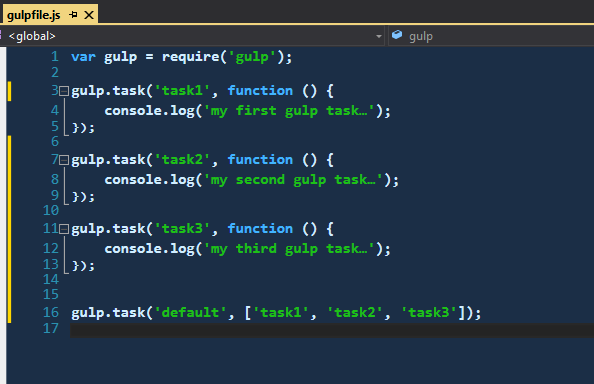 gulpfile.js
<global>
gulp
1 var gulp = require('gulp');
2
3 gulp.task('task1', function () {
4     console.log('my first gulp task…');
5 });
6
7 gulp.task('task2', function () {
8     console.log('my second gulp task…');
9 });
10
11 gulp.task('task3', function () {
12     console.log('my third gulp task…');
13 });
14
15
16 gulp.task('default', ['task1', 'task2', 'task3']);
17